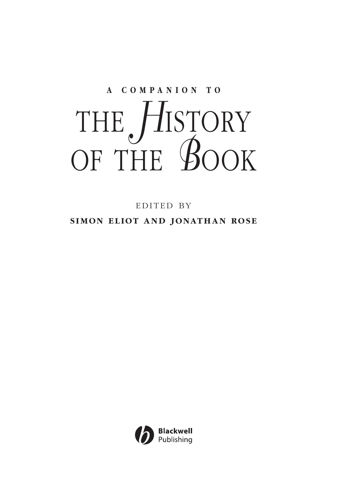 A COMPANION TO
THE HISTORY
OF THE BOOK
EDITED BY
SIMON ELIOT AND JONATHAN ROSE
Blackwell
Publishing